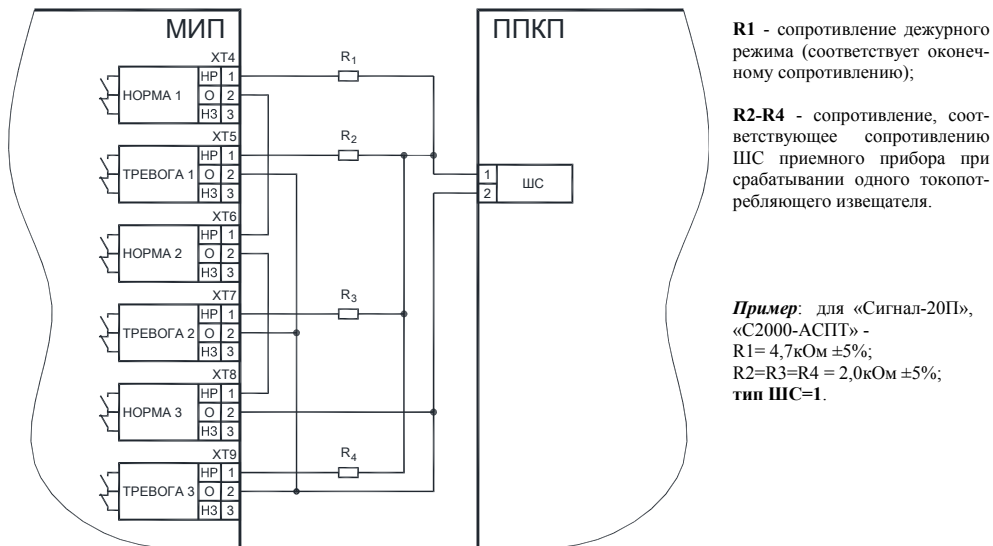 МИП
ППКП
XT4
НОРМА 1
НР 1
О 2
НЗ 3
R1
XT5
ТРЕВОГА 1
НР 1
О 2
НЗ 3
R2
1
2
ШС
XT6
НОРМА 2
НР 1
О 2
НЗ 3
XT7
ТРЕВОГА 2
НР 1
О 2
НЗ 3
R3
XT8
НОРМА 3
НР 1
О 2
НЗ 3
XT9
ТРЕВОГА 3
НР 1
О 2
НЗ 3
R4
R1 - сопротивление дежурного
режима (соответствует оконеч-
ному сопротивлению);
R2-R4 - сопротивление, соот-
ветствующее сопротивлению
ШС приемного прибора при
срабатывании одного токопот-
ребляющего извещателя.
Пример: для «Сигнал-20П»,
«С2000-АСПТ» -
R1= 4,7кОм ±5%;
R2=R3=R4 = 2,0кОм ±5%;
тип ШС=1.